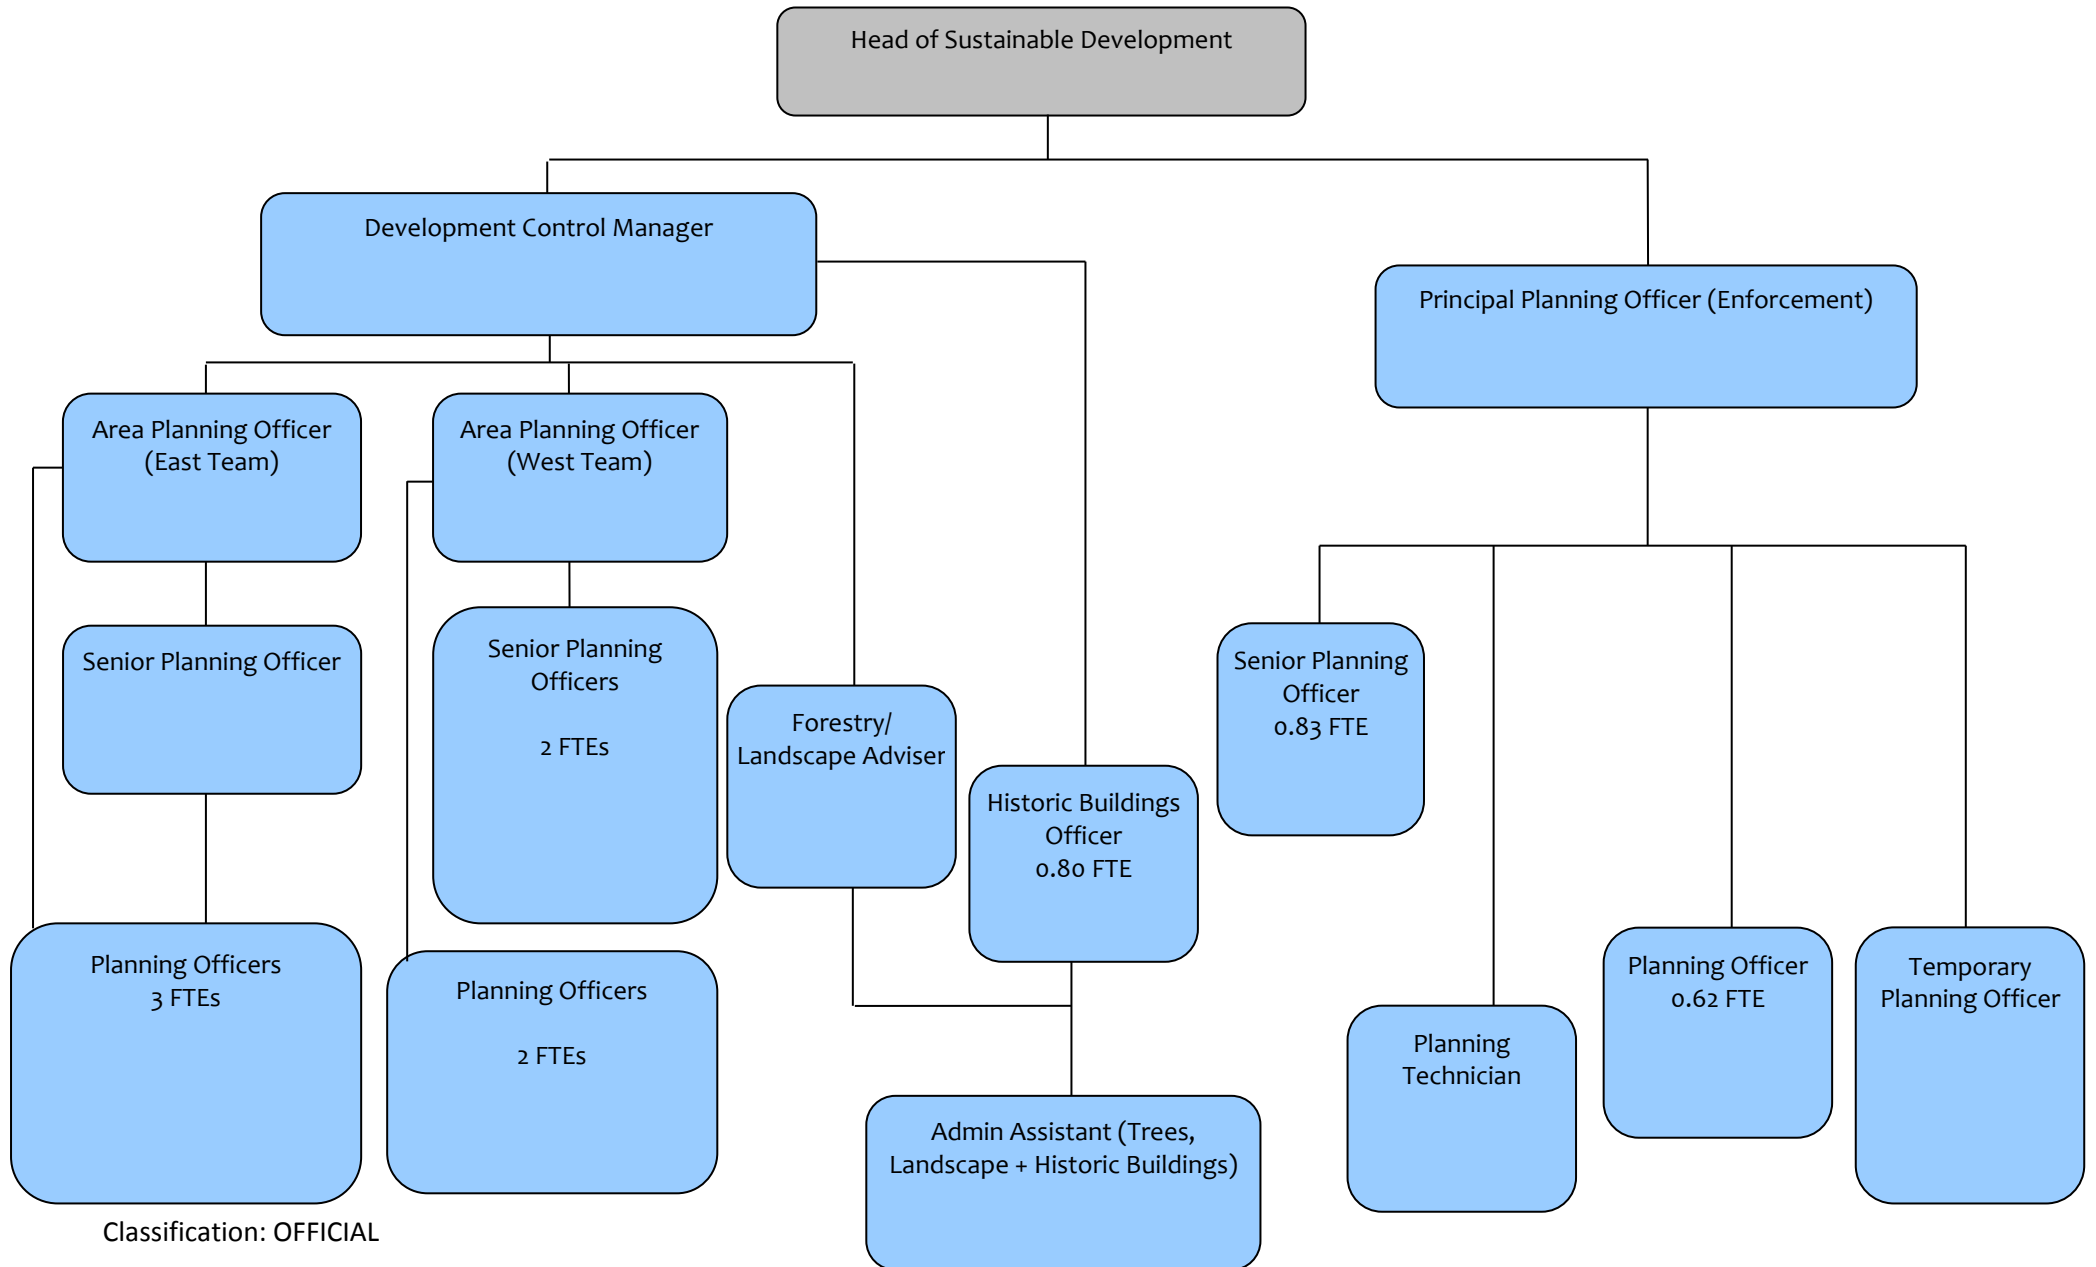 Head of Sustainable Development
Development Control Manager
Principal Planning Officer (Enforcement)
Area Planning Officer
(East Team)
Area Planning Officer
(West Team)
Senior Planning Officer
Senior Planning
Officers
2 FTEs
Forestry/
Landscape Adviser
Historic Buildings
Officer
0.80 FTE
Senior Planning
Officer
0.83 FTE
Planning Officers
3 FTEs
Planning Officers
2 FTEs
Admin Assistant (Trees,
Landscape + Historic Buildings)
Planning
Technician
Planning Officer
0.62 FTE
Temporary
Planning Officer
Classification: OFFICIAL